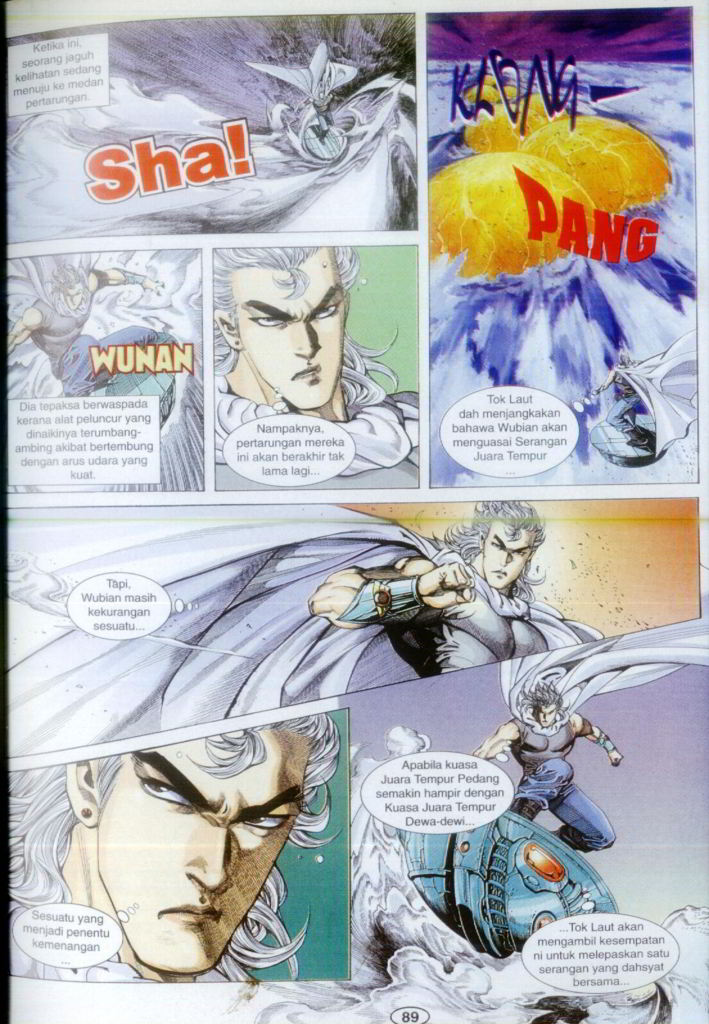 Ketika ini,
seorang jaguh
kelihatan sedang
menuju ke medan
pertarungan.
Sha!
KLONG-
PANG
Tok Laut
dah menjangkakan
bahawa Wubian akan
menguasai Serangan
Juara Tempur
...
WUNAN
Dia tepaksa berwaspada
kerana alat peluncur yang
dinaikinya terumbang-
ambing akibat bertembung
dengan arus udara yang
kuat.
Nampaknya,
pertarungan mereka
ini akan berakhir tak
lama lagi...
Tapi,
Wubian masih
kekurangan
sesuatu...
Sesuatu yang
menjadi penentu
kemenangan
...
Apabila kuasa
Juara Tempur Pedang
semakin hampir dengan
Kuasa Juara Tempur
Dewa-dewi...
...Tok Laut akan
mengambil kesempatan
ni untuk melepaskan satu
serangan yang dahsyat
bersama...
89